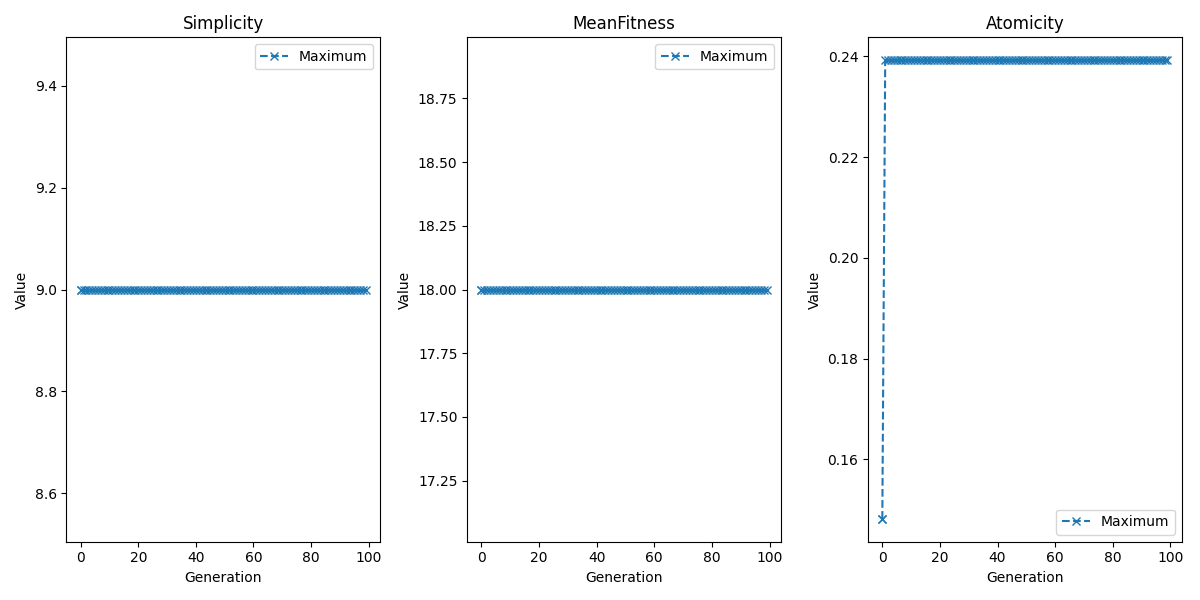 Simplicity
Maximum
9.4
9.2
9.0
8.8
8.6
Value
0 20 40 60 80 100
Generation
MeanFitness
Maximum
18.75
18.50
18.25
18.00
17.75
17.50
17.25
Value
0 20 40 60 80 100
Generation
Atomicity
0.24
0.22
0.20
0.18
0.16
Value
Maximum
0 20 40 60 80 100
Generation